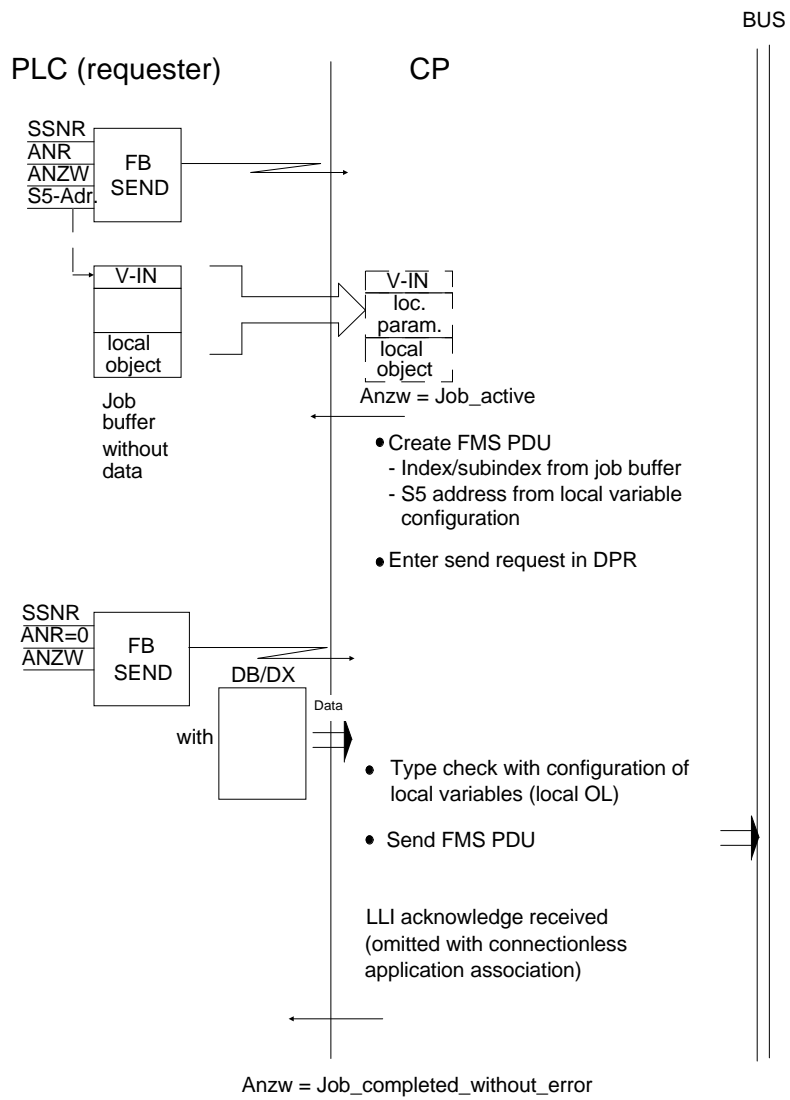 BUS
PLC (requester)
CP
SSNR
ANR
ANZW
S5-Adr.
FB
SEND
V-IN
local
object
Job
buffer
without
data
V-IN
loc.
param.
local
object
Anzw = Job_active
• Create FMS PDU
- Index/subindex from job buffer
- S5 address from local variable
configuration
• Enter send request in DPR
SSNR
ANR=0
ANZW
FB
SEND
DB/DX
with
Data
• Type check with configuration of
local variables (local OL)
• Send FMS PDU
LLI acknowledge received
(omitted with connectionless
application association)
Anzw = Job_completed_without_error